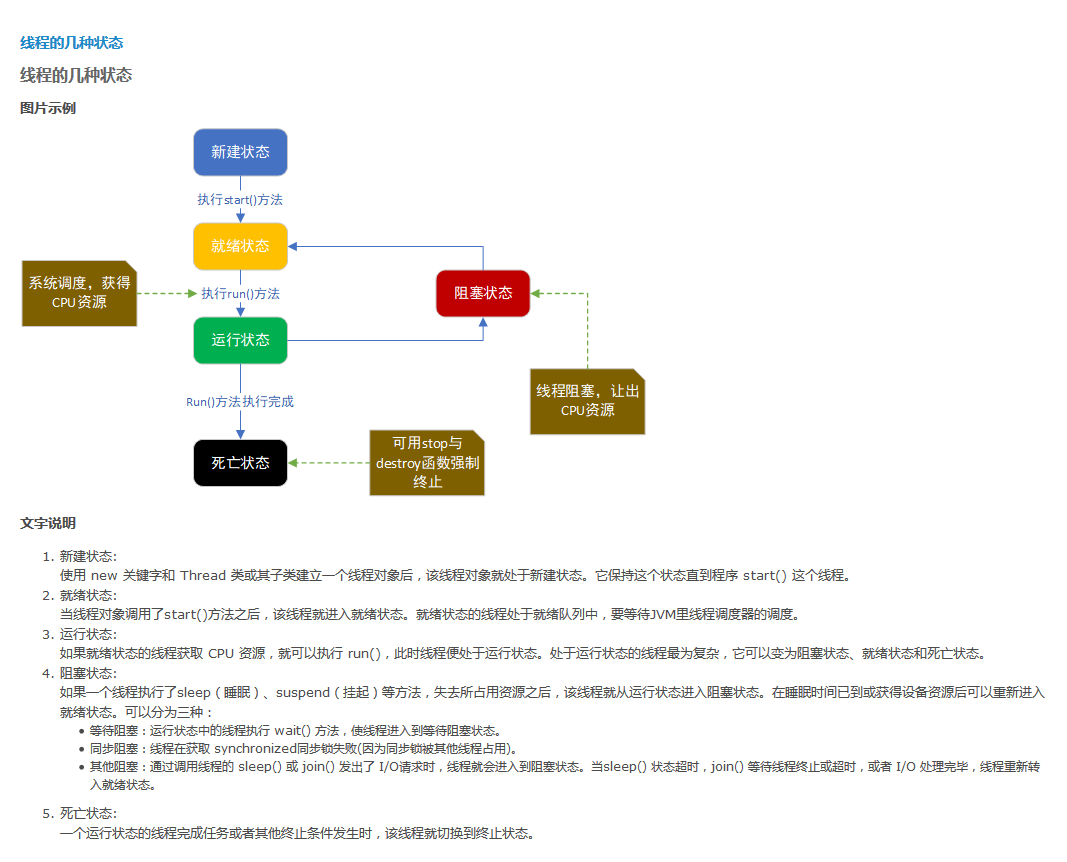 线程的几种状态
线程的几种状态
图片示例
新建状态
执行start()方法
就绪状态
系统调度，获得
CPU资源
执行run()方法
阻塞状态
运行状态
线程阻塞，让出
CPU资源
Run()方法执行完成
可用stop与
destroy函数强制
终止
死亡状态
文字说明
1. 新建状态:
使用 new 关键字和 Thread 类或其子类建立一个线程对象后，该线程对象就处于新建状态。它保持这个状态直到程序 start() 这个线程。
2. 就绪状态:
当线程对象调用了start()方法之后，该线程就进入就绪状态。就绪状态的线程处于就绪队列中，要等待JVM里线程调度器的调度。
3. 运行状态:
如果就绪状态的线程获取 CPU 资源，就可以执行 run()，此时线程便处于运行状态。处于运行状态的线程最为复杂，它可以变为阻塞状态、就绪状态和死亡状态。
4. 阻塞状态:
如果一个线程执行了sleep（睡眠）、suspend（挂起）等方法，失去所占用资源之后，该线程就从运行状态进入阻塞状态。在睡眠时间已到或获得设备资源后可以重新进入
就绪状态。可以分为三种：
• 等待阻塞：运行状态中的线程执行 wait() 方法，使线程进入到等待阻塞状态。
• 同步阻塞：线程在获取 synchronized同步锁失败(因为同步锁被其他线程占用)。
• 其他阻塞：通过调用线程的 sleep() 或 join() 发出了 I/O请求时，线程就会进入到阻塞状态。当sleep() 状态超时，join() 等待线程终止或超时，或者 I/O 处理完毕，线程重新转
入就绪状态。
5. 死亡状态:
一个运行状态的线程完成任务或者其他终止条件发生时，该线程就切换到终止状态。